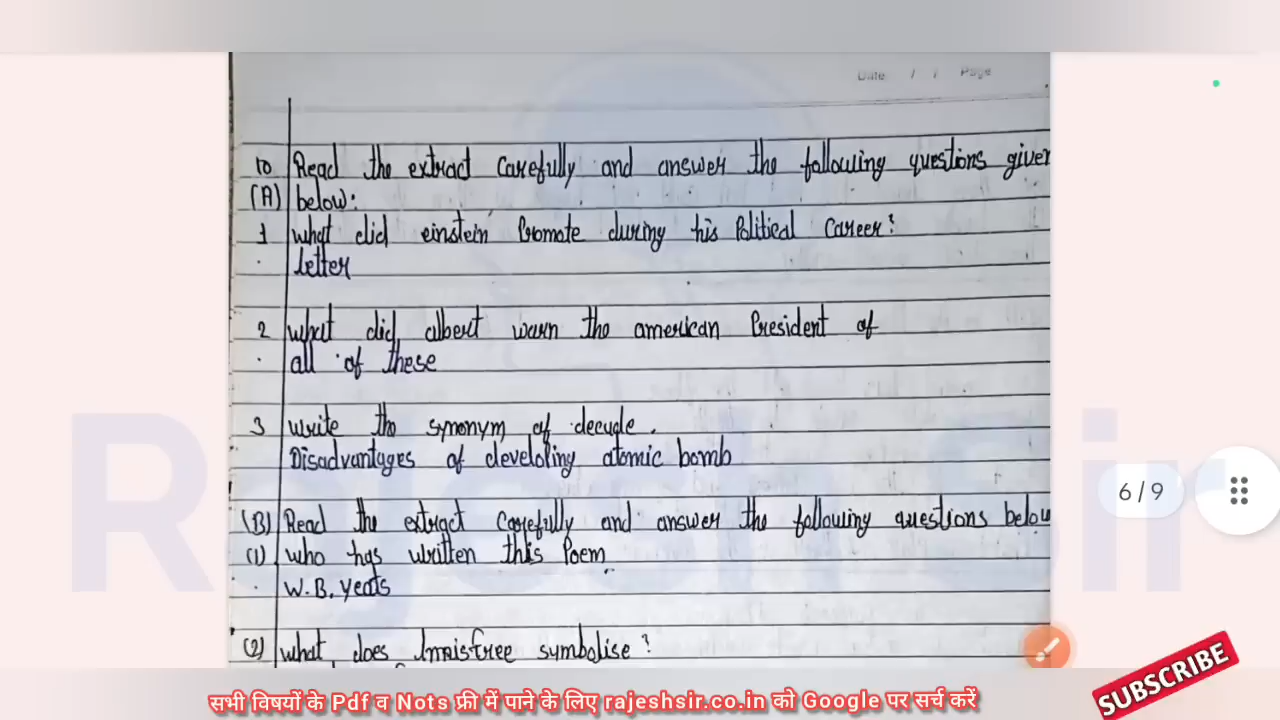 Date / / Page
10 Read the extract carefully and answer the following questions given
(A) below:
1 what did einstein Promote during his Political Career?
letter
2 what did albert warn the american President of
all of these
3 write the synonym of decude.
Disadvantages of develoPing atomic bomb
(B) Read the extract carefully and answer the following questions below
(1) who has written this Poem
W.B. yeats
(2) what does Innisfree symbolise?
Rajesh Sir
6 / 9
सभी विषयों के Pdf व Nots फ्री में पाने के लिए rajeshsir.co.in को Google पर सर्च करें
SUBSCRIBE